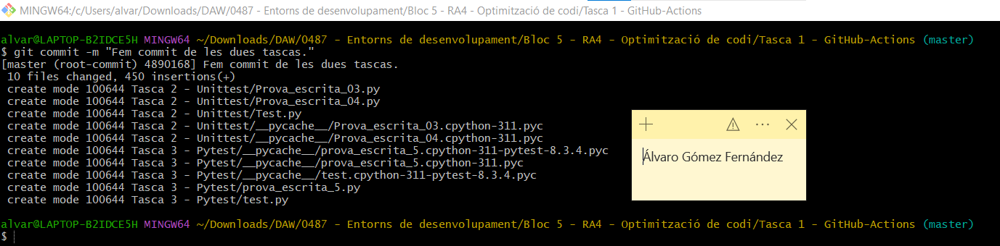 MINGW64:/c/Users/alvar/Downloads/DAW/0487 - Entorns de desenvolupament/Bloc 5 - RA4 - Optimització de codi/Tasca 1 - GitHub-Actions
alvar@LAPTOP-B2IDCE5H MINGW64 ~/Downloads/DAW/0487 - Entorns de desenvolupament/Bloc 5 - RA4 - Optimització de codi/Tasca 1 - GitHub-Actions (master)
$ git commit -m "Fem commit de les dues tascas."
[master (root-commit) 4890168] Fem commit de les dues tascas.
 10 files changed, 450 insertions(+)
 create mode 100644 Tasca 2 - Unittest/Prova_escrita_03.py
 create mode 100644 Tasca 2 - Unittest/Prova_escrita_04.py
 create mode 100644 Tasca 2 - Unittest/Test.py
 create mode 100644 Tasca 2 - Unittest/__pycache__/Prova_escrita_03.cpython-311.pyc
 create mode 100644 Tasca 2 - Unittest/__pycache__/Prova_escrita_04.cpython-311.pyc
 create mode 100644 Tasca 3 - Pytest/__pycache__/prova_escrita_5.cpython-311-pytest-8.3.4.pyc
 create mode 100644 Tasca 3 - Pytest/__pycache__/prova_escrita_5.cpython-311.pyc
 create mode 100644 Tasca 3 - Pytest/__pycache__/test.cpython-311-pytest-8.3.4.pyc
 create mode 100644 Tasca 3 - Pytest/prova_escrita_5.py
 create mode 100644 Tasca 3 - Pytest/test.py
alvar@LAPTOP-B2IDCE5H MINGW64 ~/Downloads/DAW/0487 - Entorns de desenvolupament/Bloc 5 - RA4 - Optimització de codi/Tasca 1 - GitHub-Actions (master)
$
Álvaro Gómez Fernández